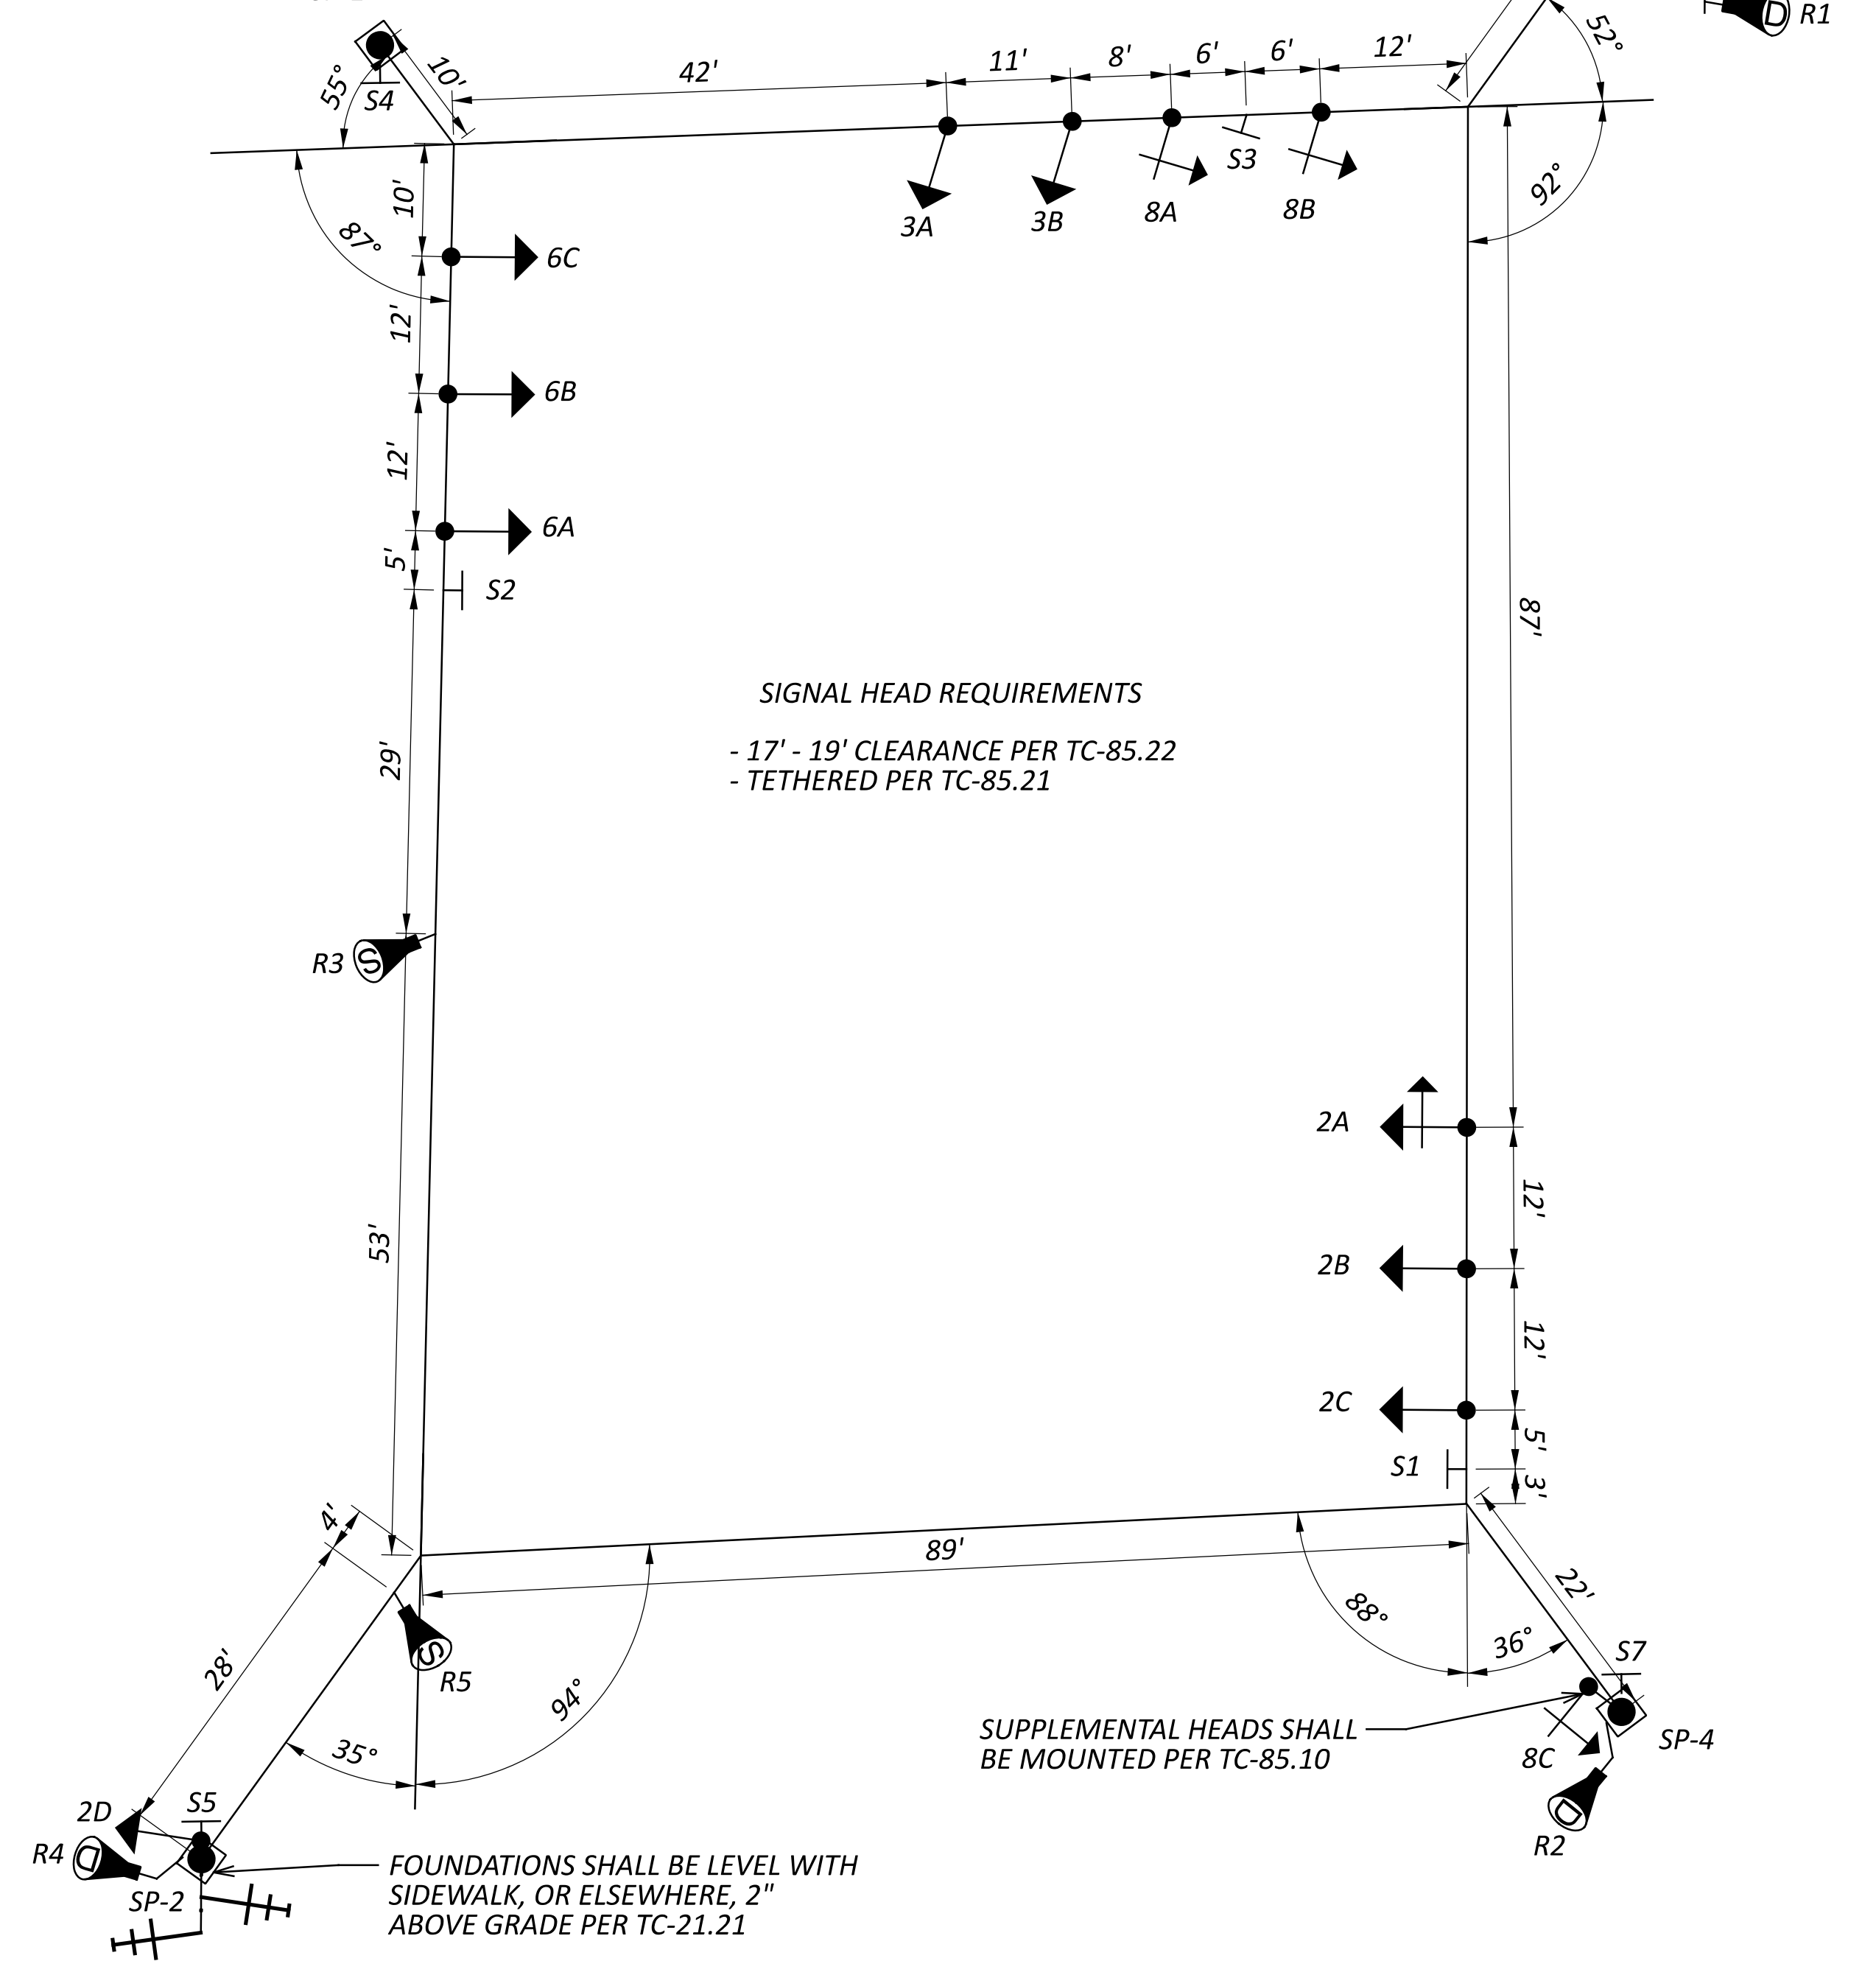 R1
D
52°
S4
55°
10'
42'
11'
8'
6'
6'
12'
S3
3A
3B
8A
8B
92°
87°
10'
6C
12'
6B
12'
6A
5'
S2
87'
29'
SIGNAL HEAD REQUIREMENTS
- 17' - 19' CLEARANCE PER TC-85.22
- TETHERED PER TC-85.21
R3
S
53'
2A
12'
2B
12'
2C
5'
S1
3'
4'
89'
22'
88°
36°
S7
28'
S
R5
94°
35°
SUPPLEMENTAL HEADS SHALL
BE MOUNTED PER TC-85.10
SP-4
8C
D
R2
2D
S5
R4
D
SP-2
FOUNDATIONS SHALL BE LEVEL WITH
SIDEWALK, OR ELSEWHERE, 2"
ABOVE GRADE PER TC-21.21